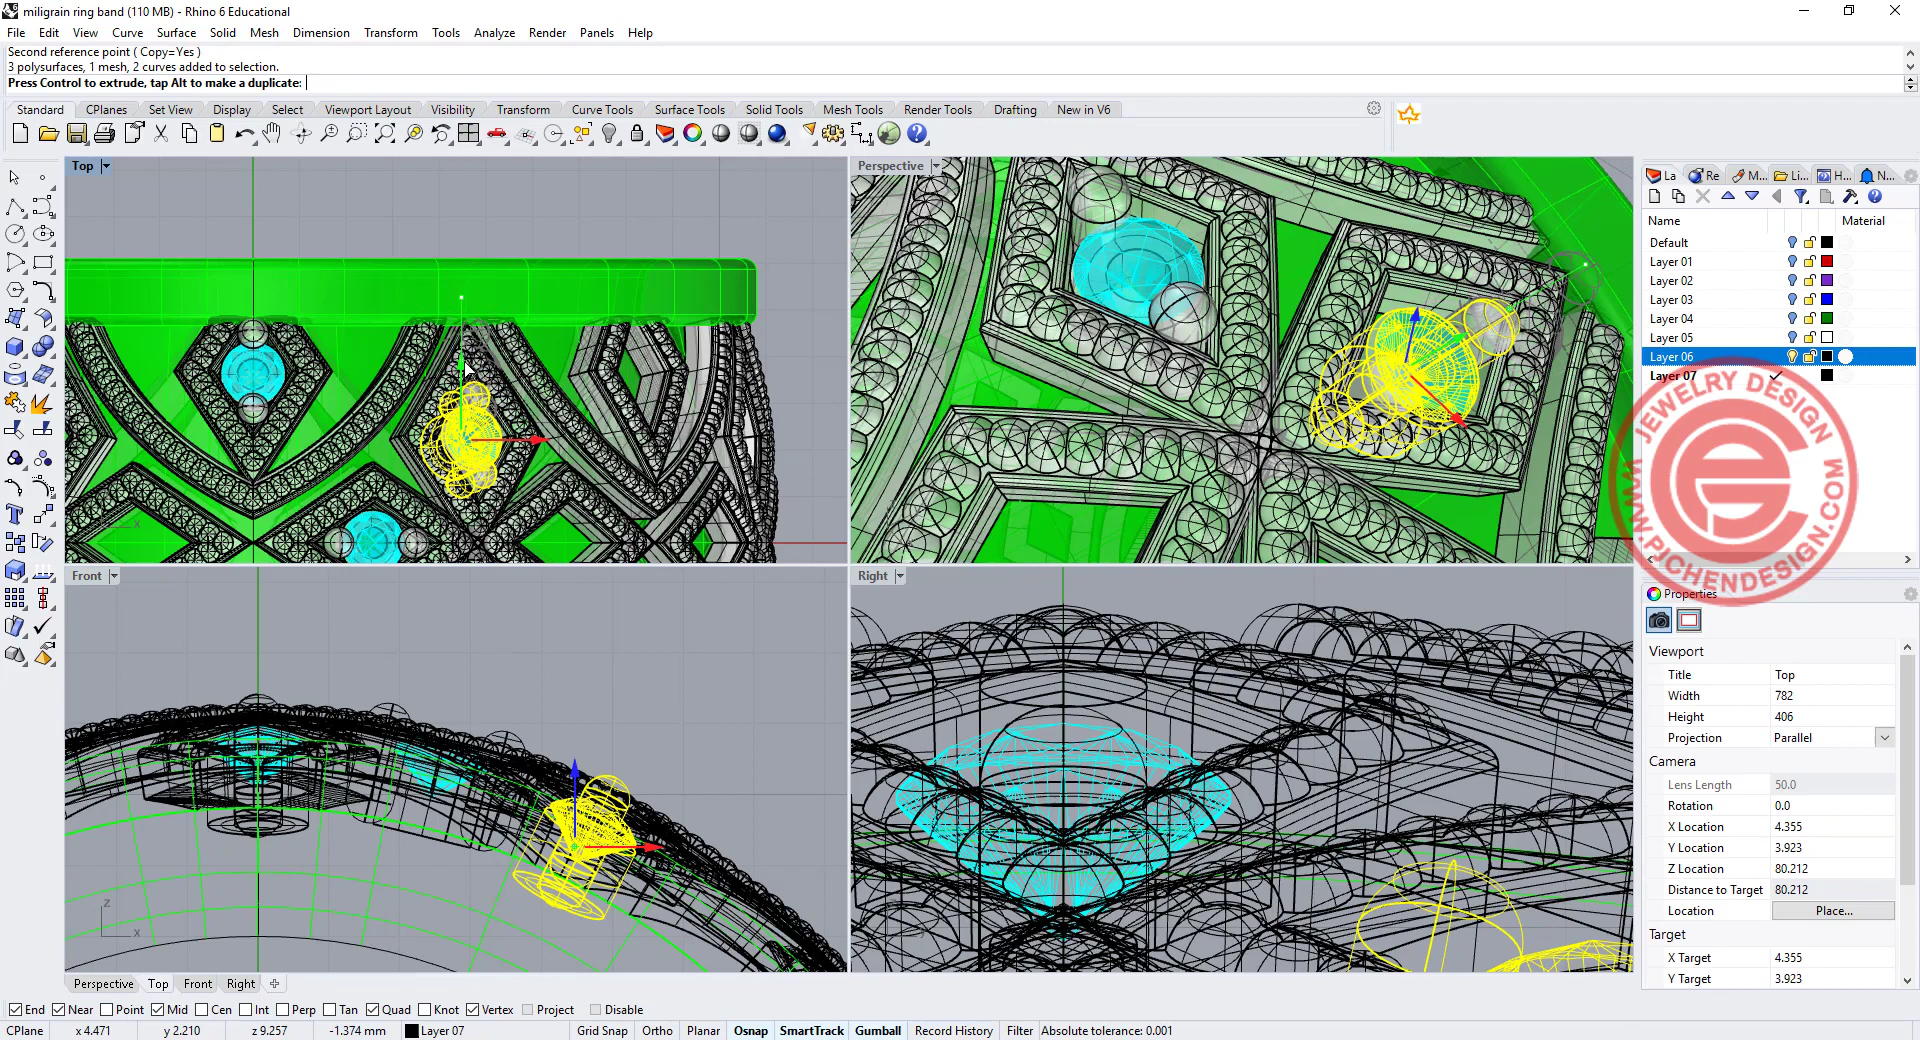 miligrain ring band (110 MB) - Rhino 6 Educational
File Edit View Curve Surface Solid Mesh Dimension Transform Tools Analyze Render Panels Help
Second reference point ( Copy=Yes )
3 polysurfaces, 1 mesh, 2 curves added to selection.
Press Control to extrude, tap Alt to make a duplicate:
Standard CPlanes Set View Display Select Viewport Layout Visibility Transform Curve Tools Surface Tools Solid Tools Mesh Tools Render Tools Drafting New in V6
Top
Perspective
La Re M... Li... H... N...
Name Material
Default
Layer 01
Layer 02
Layer 03
Layer 04
Layer 05
Layer 06
Layer 07
JEWELRY DESIGN
WWW.PJCHENDESIGN.COM
x
Front
Right
z
x
Properties
Viewport
Title Top
Width 782
Height 406
Projection Parallel
Camera
Lens Length 50.0
Rotation 0.0
X Location 4.355
Y Location 3.923
Z Location 80.212
Distance to Target 80.212
Location Place...
Target
X Target 4.355
Y Target 3.923
Perspective Top Front Right
End Near Point Mid Cen Int Perp Tan Quad Knot Vertex Project Disable
CPlane x 4.471 y 2.210 z 9.257 -1.374 mm Layer 07 Grid Snap Ortho Planar Osnap SmartTrack Gumball Record History Filter Absolute tolerance: 0.001